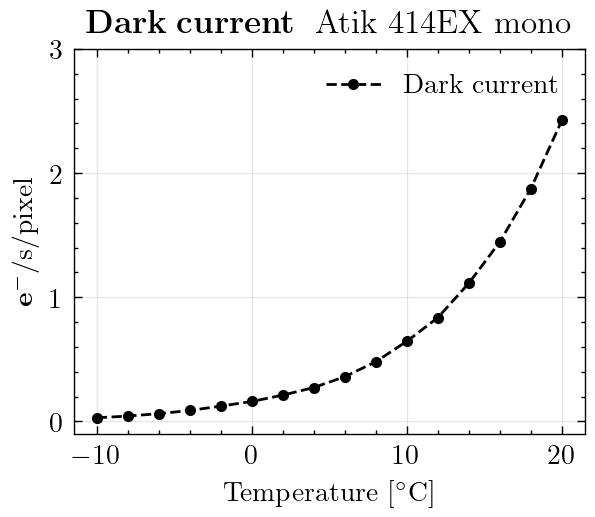 Dark current Atik 414EX mono
Dark current
e⁻/s/pixel
3
2
1
0
−10 0 10 20
Temperature [°C]